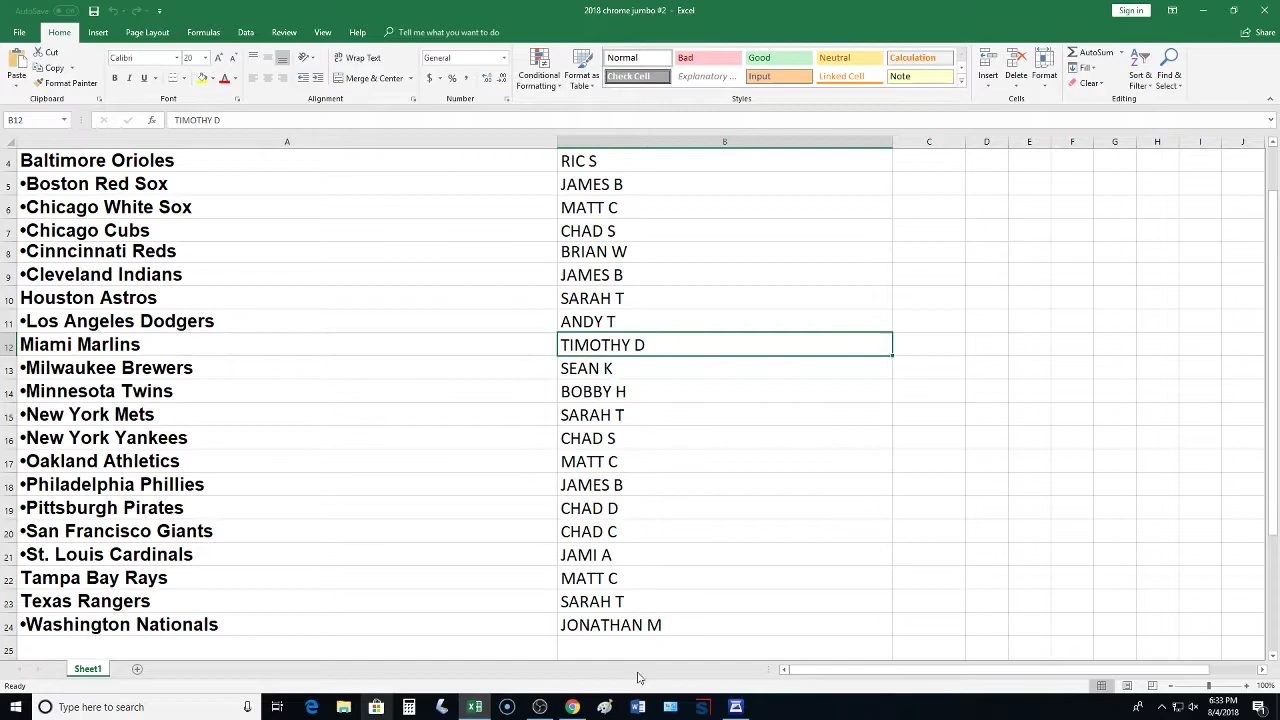 AutoSave Off 2018 chrome jumbo #2 - Excel Sign in
File Home Insert Page Layout Formulas Data Review View Help Tell me what you want to do Share
Paste Cut Copy Format Painter Clipboard
Calibri 20 B I U A A A Font
Wrap Text Merge & Center Alignment
General $ % , Number
Conditional Formatting Format as Table
Normal Bad Good Neutral Calculation
Check Cell Explanatory ... Input Linked Cell Note
Styles
Insert Delete Format Cells
AutoSum Fill Clear Sort & Filter Find & Select Editing
B12 fx TIMOTHY D
A B C D E F G H I J
4 Baltimore Orioles RIC S
5 •Boston Red Sox JAMES B
6 •Chicago White Sox MATT C
7 •Chicago Cubs CHAD S
8 •Cinncinnati Reds BRIAN W
9 •Cleveland Indians JAMES B
10 Houston Astros SARAH T
11 •Los Angeles Dodgers ANDY T
12 Miami Marlins TIMOTHY D
13 •Milwaukee Brewers SEAN K
14 •Minnesota Twins BOBBY H
15 •New York Mets SARAH T
16 •New York Yankees CHAD S
17 •Oakland Athletics MATT C
18 •Philadelphia Phillies JAMES B
19 •Pittsburgh Pirates CHAD D
20 •San Francisco Giants CHAD C
21 •St. Louis Cardinals JAMI A
22 Tampa Bay Rays MATT C
23 Texas Rangers SARAH T
24 •Washington Nationals JONATHAN M
25
Sheet1
Ready 100%
Type here to search 6:33 PM
8/4/2018